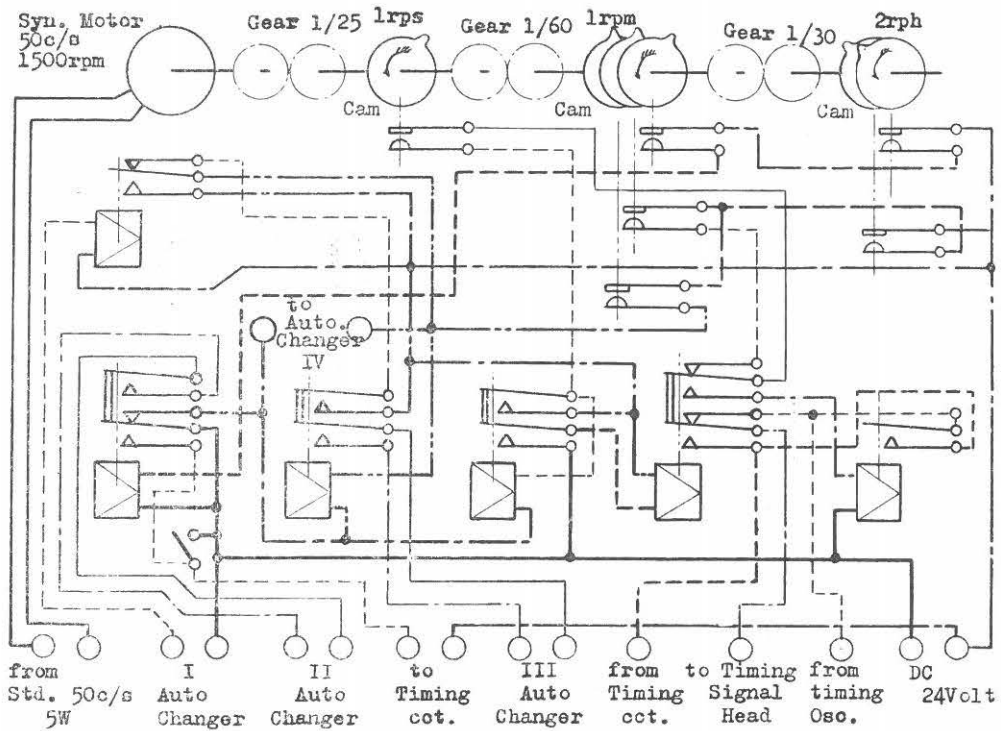 Syn. Motor
50c/s
1500rpm
Gear 1/25
1rps
Gear 1/60
1rpm
Gear 1/30
2rph
Cam
Cam
Cam
to
Auto.
Changer
IV
from
Std. 50c/s
5W
I
Auto
Changer
II
Auto
Changer
to
Timing
cct.
III
Auto
Changer
from
Timing
cct.
to Timing
Signal
Head
from
timing
Osc.
DC
24Volt